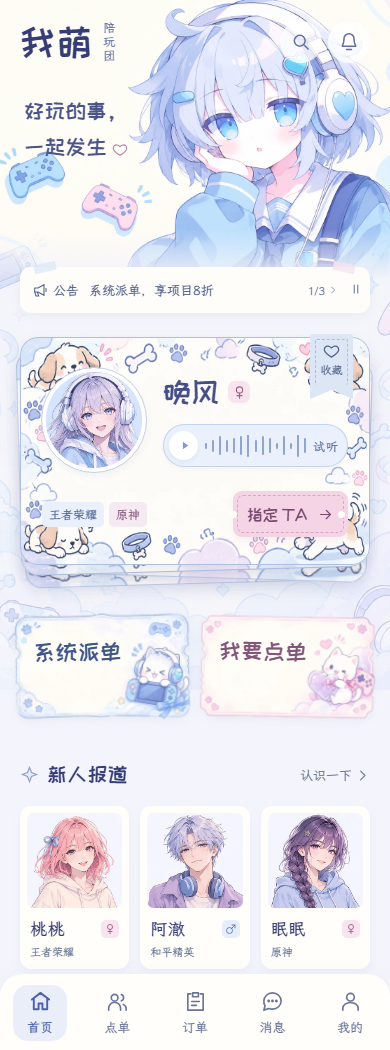 我萌
陪玩团
好玩的事，
一起发生
公告 系统派单，享项目8折 1/3
收藏
晚风
试听
王者荣耀 原神
指定 TA
系统派单 我要点单
新人报道 认识一下
桃桃 阿澈 眠眠
王者荣耀 和平精英 原神
首页 点单 订单 消息 我的